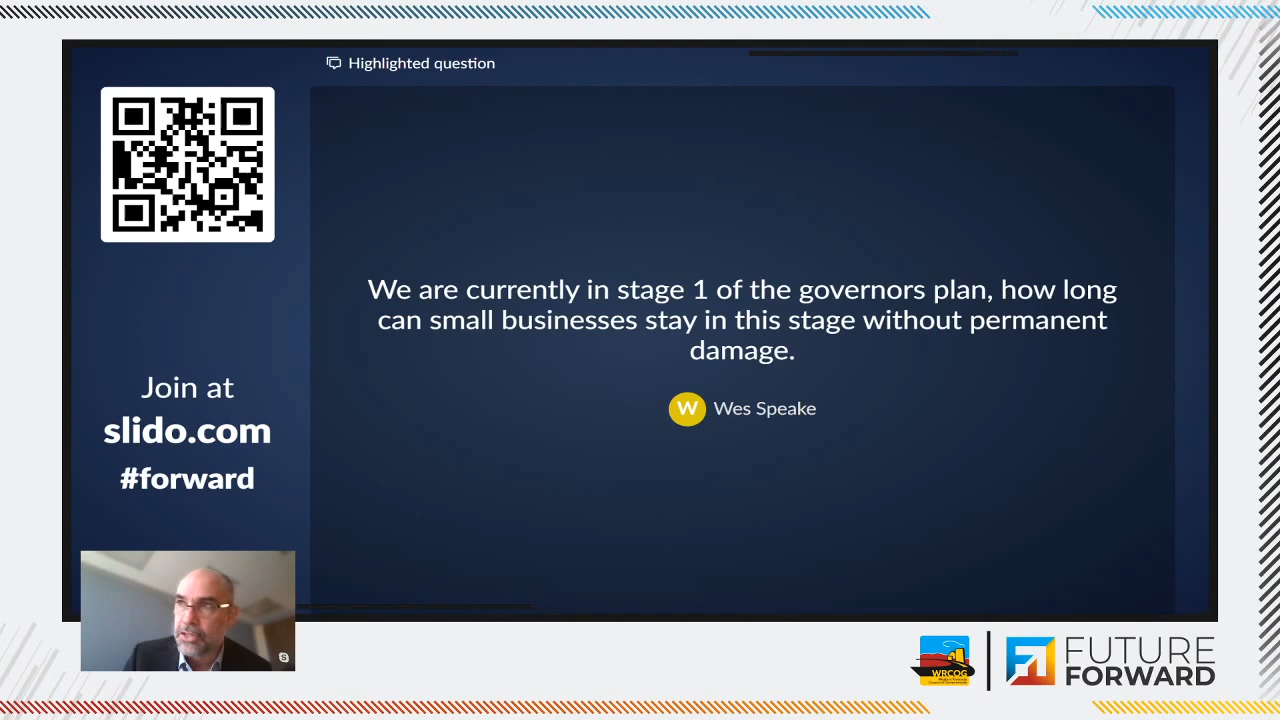 Highlighted question
We are currently in stage 1 of the governors plan, how long
can small businesses stay in this stage without permanent
damage.
W Wes Speake
Join at
slido.com
#forward
WRCOG
FUTURE
FORWARD